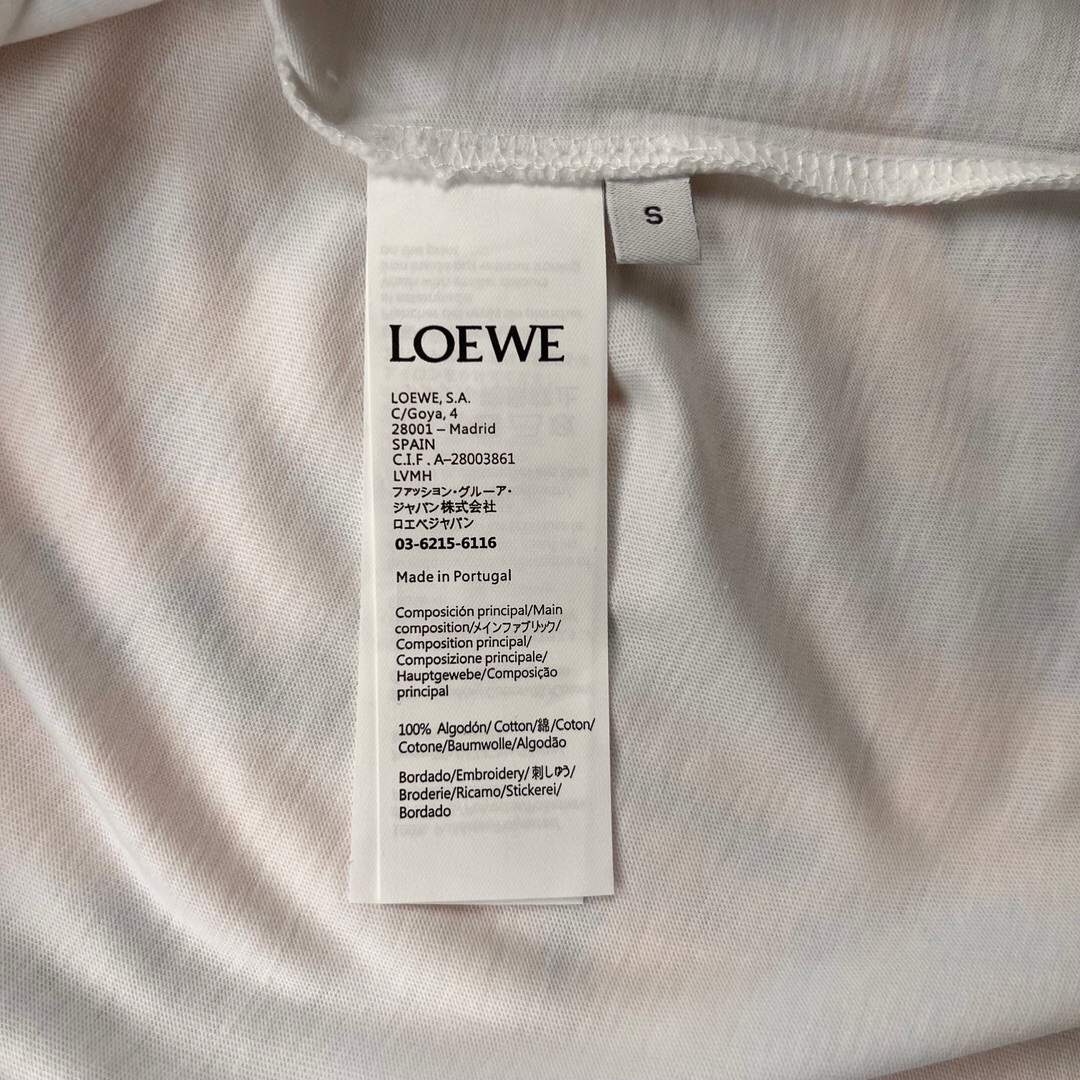 S
LOEWE
LOEWE, S.A.
C/Goya, 4
28001 – Madrid
SPAIN
C.I.F. A–28003861
LVMH
ファッション・グルーア・
ジャパン株式会社
ロエベジャパン
03-6215-6116
Made in Portugal
Composición principal/Main
composition/メインファブリック/
Composition principal/
Composizione principale/
Hauptgewebe/Composição
principal
100% Algodón/ Cotton/綿/Coton/
Cotone/Baumwolle/Algodão
Bordado/Embroidery/刺しゅう/
Broderie/Ricamo/Stickerei/
Bordado